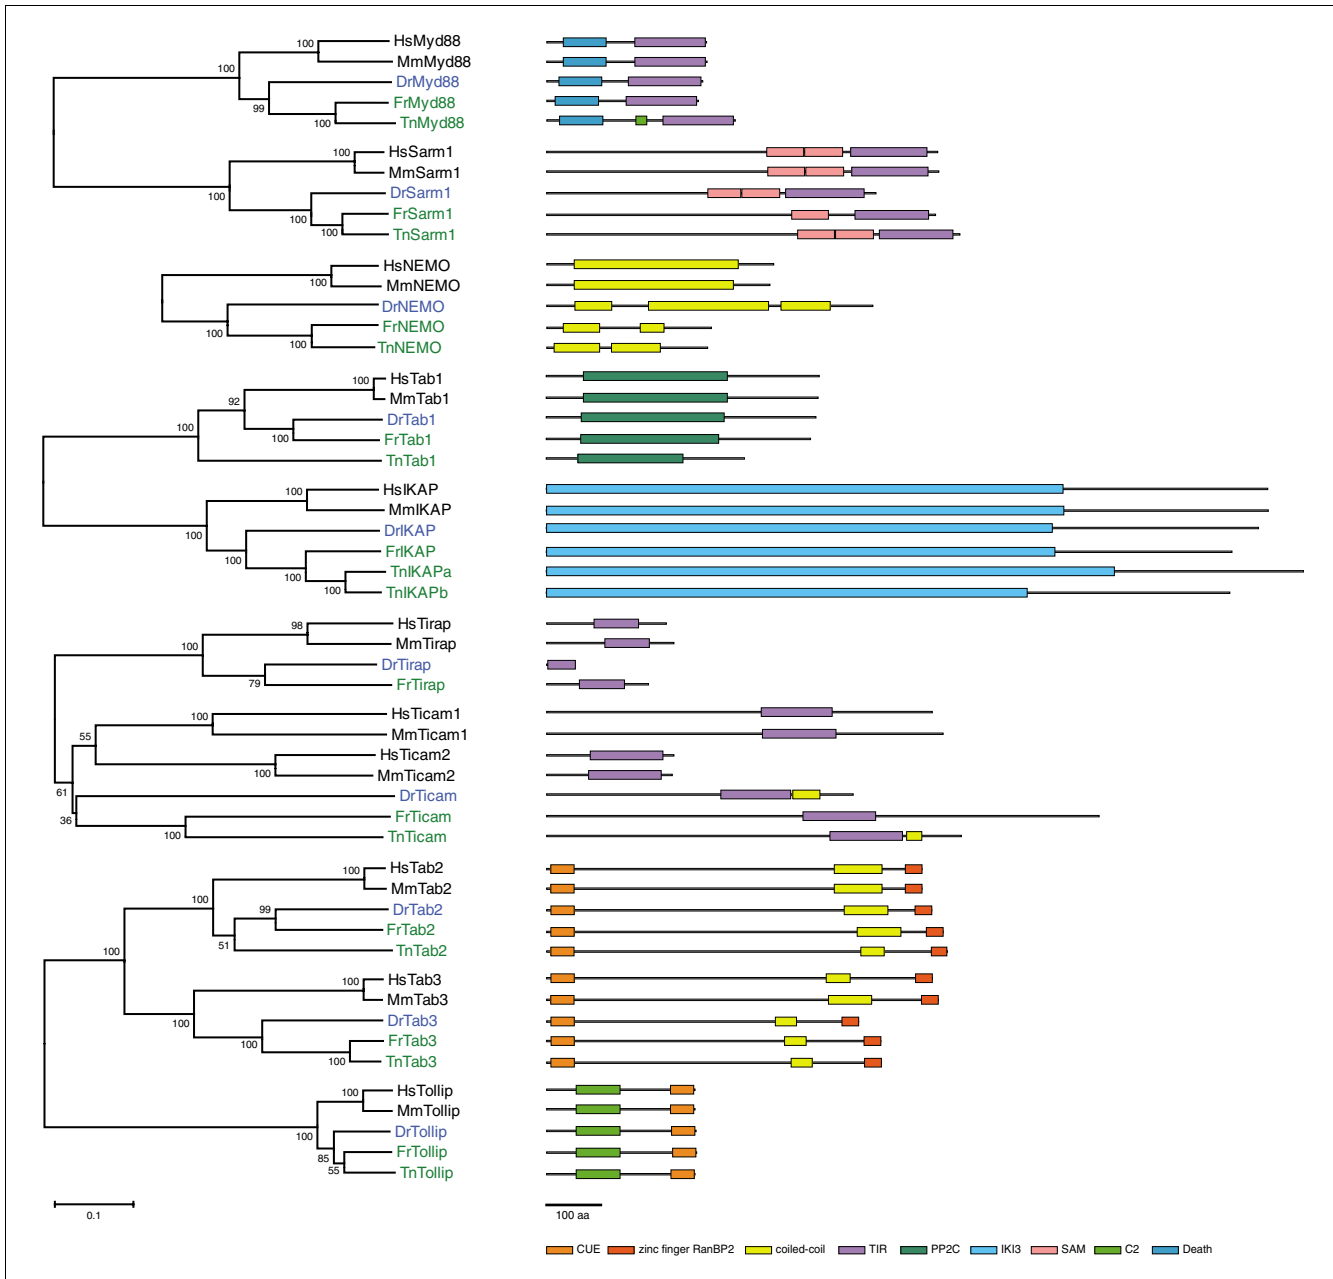 100
HsMyd88
100
MmMyd88
DrMyd88
99
FrMyd88
100
TnMyd88
100
HsSarm1
MmSarm1
100
DrSarm1
100
FrSarm1
100
TnSarm1
HsNEMO
100
MmNEMO
DrNEMO
100
FrNEMO
100
TnNEMO
100
HsTab1
92
MmTab1
100
DrTab1
100
FrTab1
TnTab1
100
HsIKAP
MmIKAP
100
DrIKAP
100
FrIKAP
100
TnIKAPa
100
TnIKAPb
98
HsTirap
100
MmTirap
DrTirap
79
FrTirap
100
HsTicam1
55
MmTicam1
HsTicam2
100
MmTicam2
61
DrTicam
36
FrTicam
100
TnTicam
100
HsTab2
MmTab2
100
99
DrTab2
FrTab2
51
TnTab2
100
100
HsTab3
MmTab3
100
DrTab3
100
FrTab3
100
TnTab3
100
HsTollip
MmTollip
100
DrTollip
85
FrTollip
55
TnTollip
0.1
100 aa
CUE zinc finger RanBP2 coiled-coil TIR PP2C IKI3 SAM C2 Death